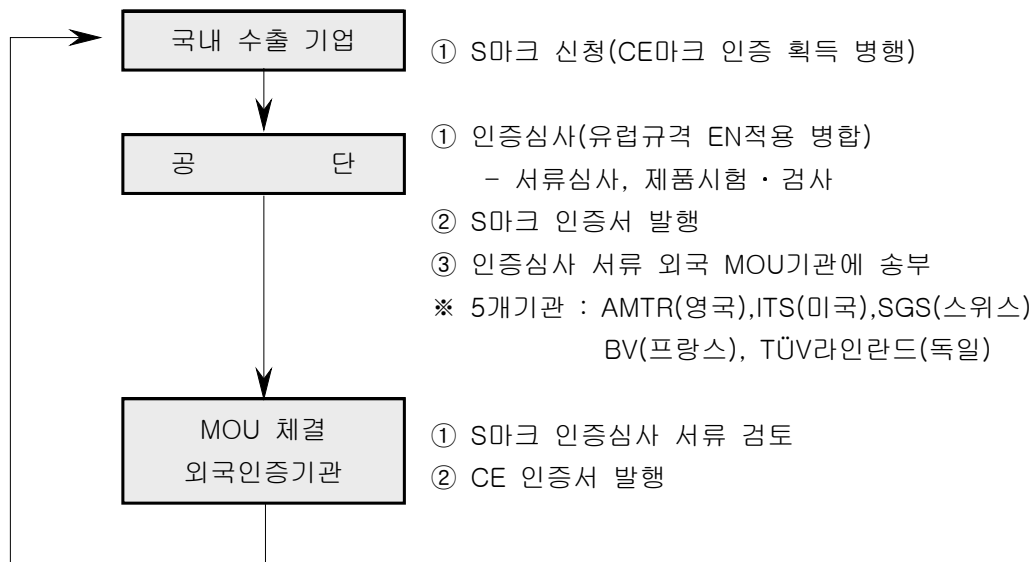 국내 수출 기업
① S마크 신청(CE마크 인증 획득 병행)
공 단
① 인증심사(유럽규격 EN적용 병합)
- 서류심사, 제품시험・검사
② S마크 인증서 발행
③ 인증심사 서류 외국 MOU기관에 송부
※ 5개기관 : AMTR(영국),ITS(미국),SGS(스위스)
BV(프랑스), TÜV라인란드(독일)
MOU 체결
외국인증기관
① S마크 인증심사 서류 검토
② CE 인증서 발행